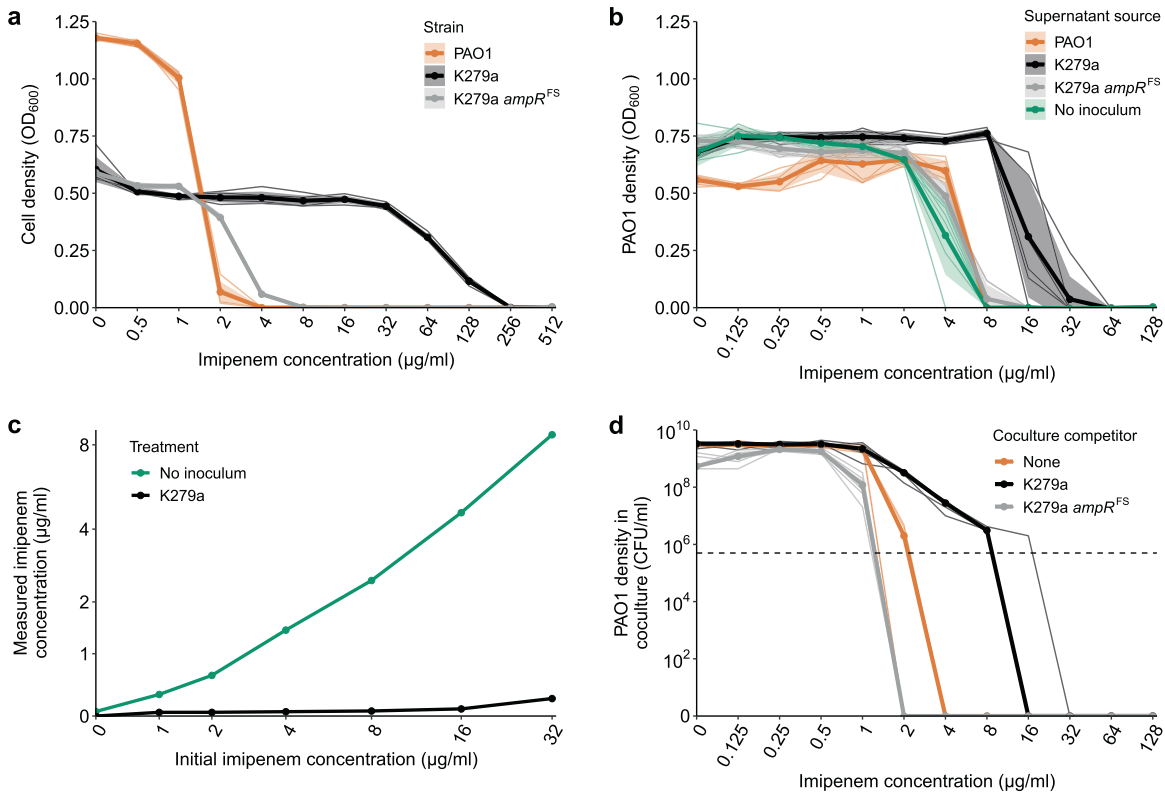 a
Strain
PAO1
K279a
K279a ampR^FS
Cell density (OD600)
1.25
1.00
0.75
0.50
0.25
0.00
0 0.5 1 2 4 8 16 32 64 128 256 512
Imipenem concentration (µg/ml)
b
Supernatant source
PAO1
K279a
K279a ampR^FS
No inoculum
PAO1 density (OD600)
1.25
1.00
0.75
0.50
0.25
0.00
0 0.125 0.25 0.5 1 2 4 8 16 32 64 128
Imipenem concentration (µg/ml)
c
Treatment
No inoculum
K279a
Measured imipenem
concentration (µg/ml)
8
4
2
1
0
0 1 2 4 8 16 32
Initial imipenem concentration (µg/ml)
d
Coculture competitor
None
K279a
K279a ampR^FS
PAO1 density in
coculture (CFU/ml)
10^10
10^8
10^6
10^4
10^2
0
0 0.125 0.25 0.5 1 2 4 8 16 32 64 128
Imipenem concentration (µg/ml)